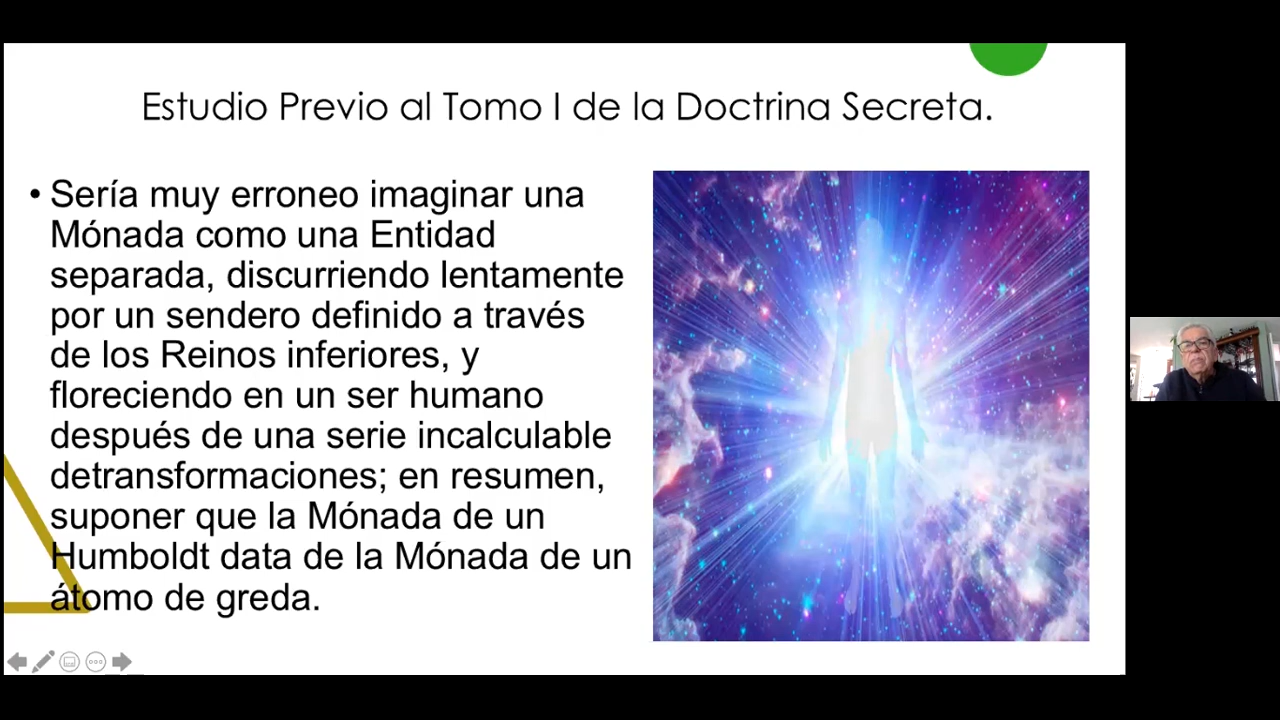 Estudio Previo al Tomo I de la Doctrina Secreta.
• Sería muy erroneo imaginar una
Mónada como una Entidad
separada, discurriendo lentamente
por un sendero definido a través
de los Reinos inferiores, y
floreciendo en un ser humano
después de una serie incalculable
detransformaciones; en resumen,
suponer que la Mónada de un
Humboldt data de la Mónada de un
átomo de greda.